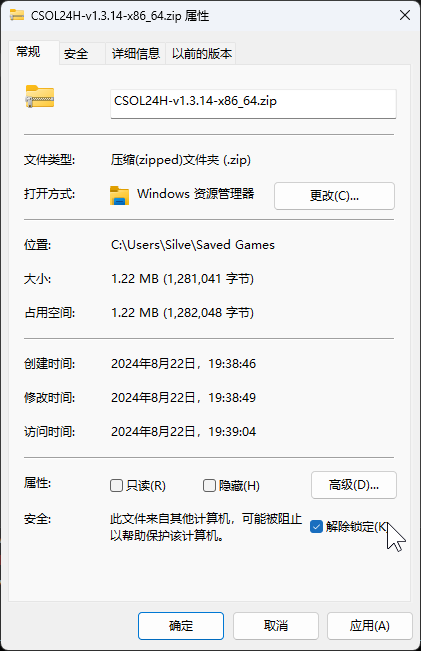 CSOL24H-v1.3.14-x86_64.zip 属性
常规 安全 详细信息 以前的版本
CSOL24H-v1.3.14-x86_64.zip
文件类型: 压缩(zipped)文件夹 (.zip)
打开方式: Windows 资源管理器 更改(C)...
位置: C:\Users\Silve\Saved Games
大小: 1.22 MB (1,281,041 字节)
占用空间: 1.22 MB (1,282,048 字节)
创建时间: 2024年8月22日，19:38:46
修改时间: 2024年8月22日，19:38:49
访问时间: 2024年8月22日，19:39:04
属性: 只读(R) 隐藏(H) 高级(D)...
安全: 此文件来自其他计算机，可能被阻止 解除锁定(K
以帮助保护该计算机。
确定 取消 应用(A)